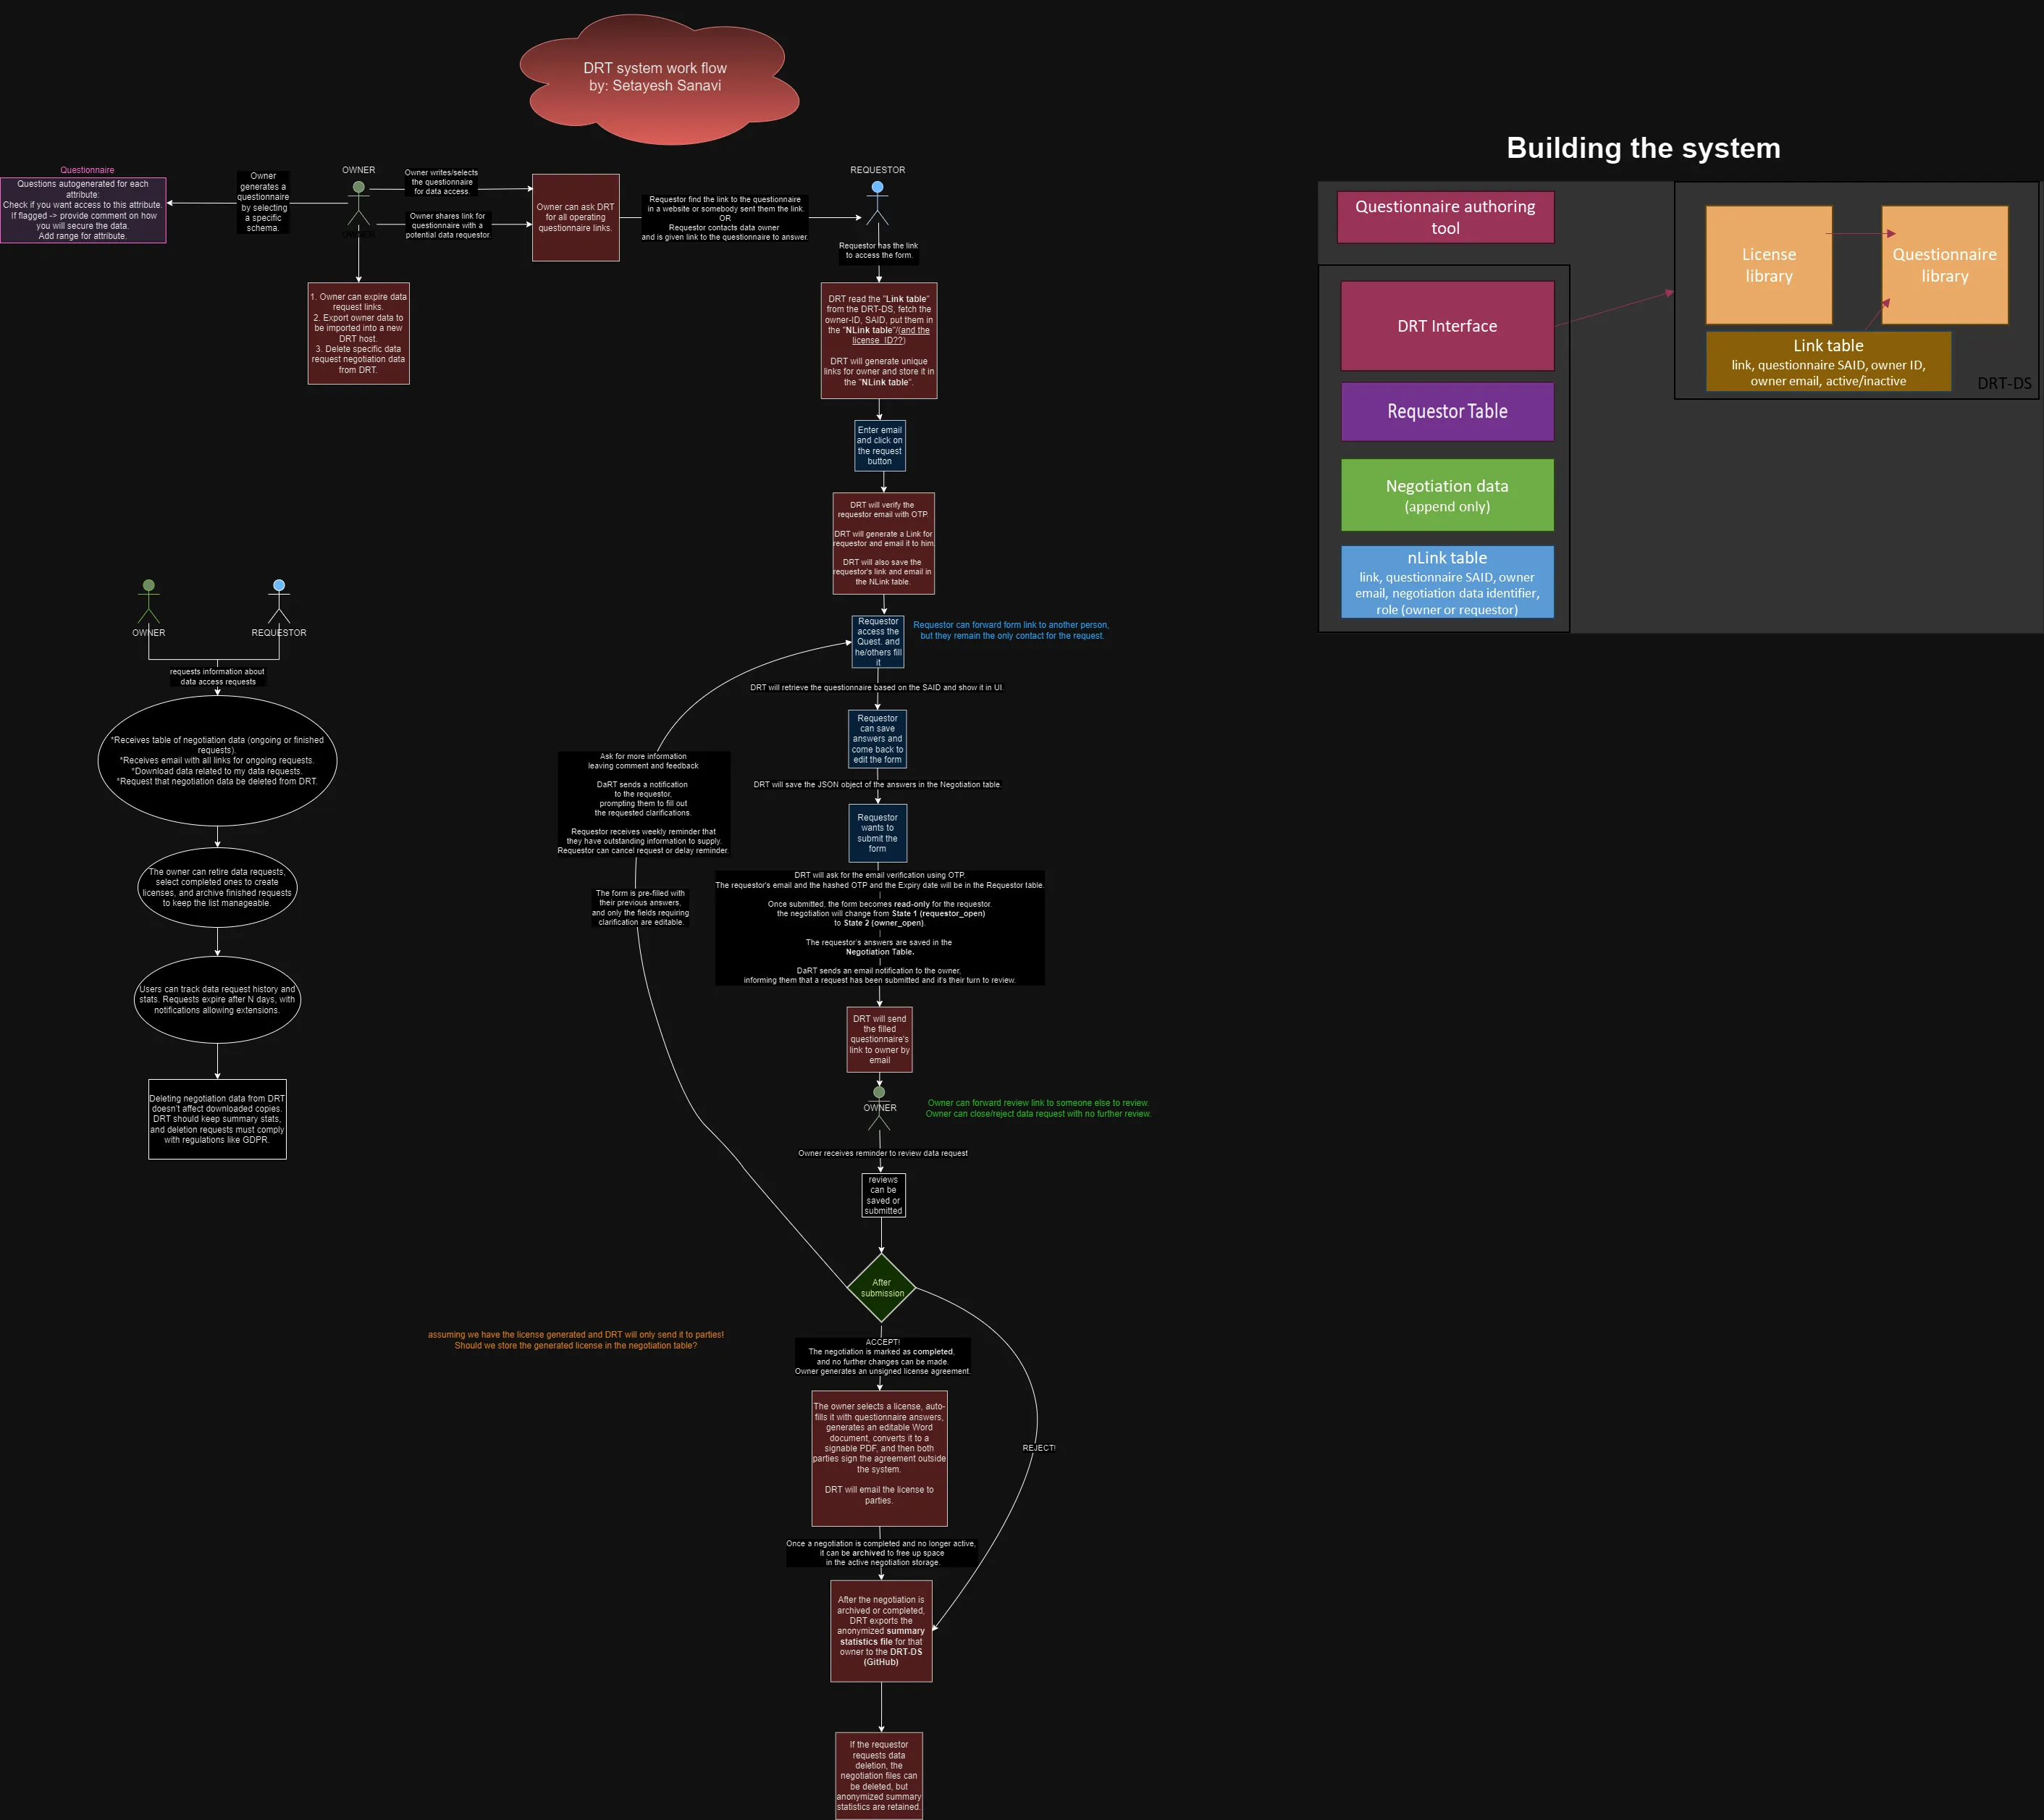 DRT system work flow
by: Setayesh Sanavi
Building the system
Questionnaire
Questions autogenerated for each
attribute:
Check if you want access to this attribute.
If flagged -> provide comment on how
you will secure the data.
Add range for attribute.
Owner
generates a
questionnaire
by selecting
a specific
schema.
OWNER
OWNER
Owner writes/selects
the questionnaire
for data access.
Owner shares link for
questionnaire with a
potential data requestor.
Owner can ask DRT
for all operating
questionnaire links.
Requestor find the link to the questionnaire
in a website or somebody sent them the link.
OR
Requestor contacts data owner
and is given link to the questionnaire to answer.
REQUESTOR
Requestor has the link
to access the form.
1. Owner can expire data
request links.
2. Export owner data to
be imported into a new
DRT host.
3. Delete specific data
request negotiation data
from DRT.
DRT read the "Link table"
from the DRT-DS, fetch the
owner-ID, SAID, put them in
the "NLink table"/(and the
license_ID??)
DRT will generate unique
links for owner and store it in
the "NLink table".
Enter email
and click on
the request
button
DRT will verify the
requestor email with OTP.
DRT will generate a Link for
requestor and email it to him.
DRT will also save the
requestor's link and email in
the NLink table.
Requestor
access the
Quest. and
he/others fill
it
Requestor can forward form link to another person,
but they remain the only contact for the request.
DRT will retrieve the questionnaire based on the SAID and show it in UI.
Requestor
can save
answers and
come back to
edit the form
DRT will save the JSON object of the answers in the Negotiation table.
Requestor
wants to
submit the
form
DRT will ask for the email verification using OTP.
The requestor's email and the hashed OTP and the Expiry date will be in the Requestor table.
Once submitted, the form becomes read-only for the requestor.
the negotiation will change from State 1 (requestor_open)
to State 2 (owner_open).
The requestor's answers are saved in the
Negotiation Table.
DaRT sends an email notification to the owner,
informing them that a request has been submitted and it's their turn to review.
DRT will send
the filled
questionnaire's
link to owner by
email
OWNER
Owner can forward review link to someone else to review.
Owner can close/reject data request with no further review.
Owner receives reminder to review data request
reviews
can be
saved or
submitted
After
submission
Ask for more information
leaving comment and feedback
DaRT sends a notification
to the requestor,
prompting them to fill out
the requested clarifications.
Requestor receives weekly reminder that
they have outstanding information to supply.
Requestor can cancel request or delay reminder.
The form is pre-filled with
their previous answers,
and only the fields requiring
clarification are editable.
assuming we have the license generated and DRT will only send it to parties!
Should we store the generated license in the negotiation table?
ACCEPT!
The negotiation is marked as completed,
and no further changes can be made.
Owner generates an unsigned license agreement.
REJECT!
The owner selects a license, auto-
fills it with questionnaire answers,
generates an editable Word
document, converts it to a
signable PDF, and then both
parties sign the agreement outside
the system.
DRT will email the license to
parties.
Once a negotiation is completed and no longer active,
it can be archived to free up space
in the active negotiation storage.
After the negotiation is
archived or completed,
DRT exports the
anonymized summary
statistics file for that
owner to the DRT-DS
(GitHub)
If the requestor
requests data
deletion, the
negotiation files can
be deleted, but
anonymized summary
statistics are retained.
OWNER
REQUESTOR
requests information about
data access requests
*Receives table of negotiation data (ongoing or finished
requests).
*Receives email with all links for ongoing requests.
*Download data related to my data requests.
*Request that negotiation data be deleted from DRT.
The owner can retire data requests,
select completed ones to create
licenses, and archive finished requests
to keep the list manageable.
Users can track data request history and
stats. Requests expire after N days, with
notifications allowing extensions.
Deleting negotiation data from DRT
doesn't affect downloaded copies.
DRT should keep summary stats,
and deletion requests must comply
with regulations like GDPR.
Questionnaire authoring
tool
DRT Interface
Requestor Table
Negotiation data
(append only)
nLink table
link, questionnaire SAID, owner
email, negotiation data identifier,
role (owner or requestor)
License
library
Questionnaire
library
Link table
link, questionnaire SAID, owner ID,
owner email, active/inactive
DRT-DS